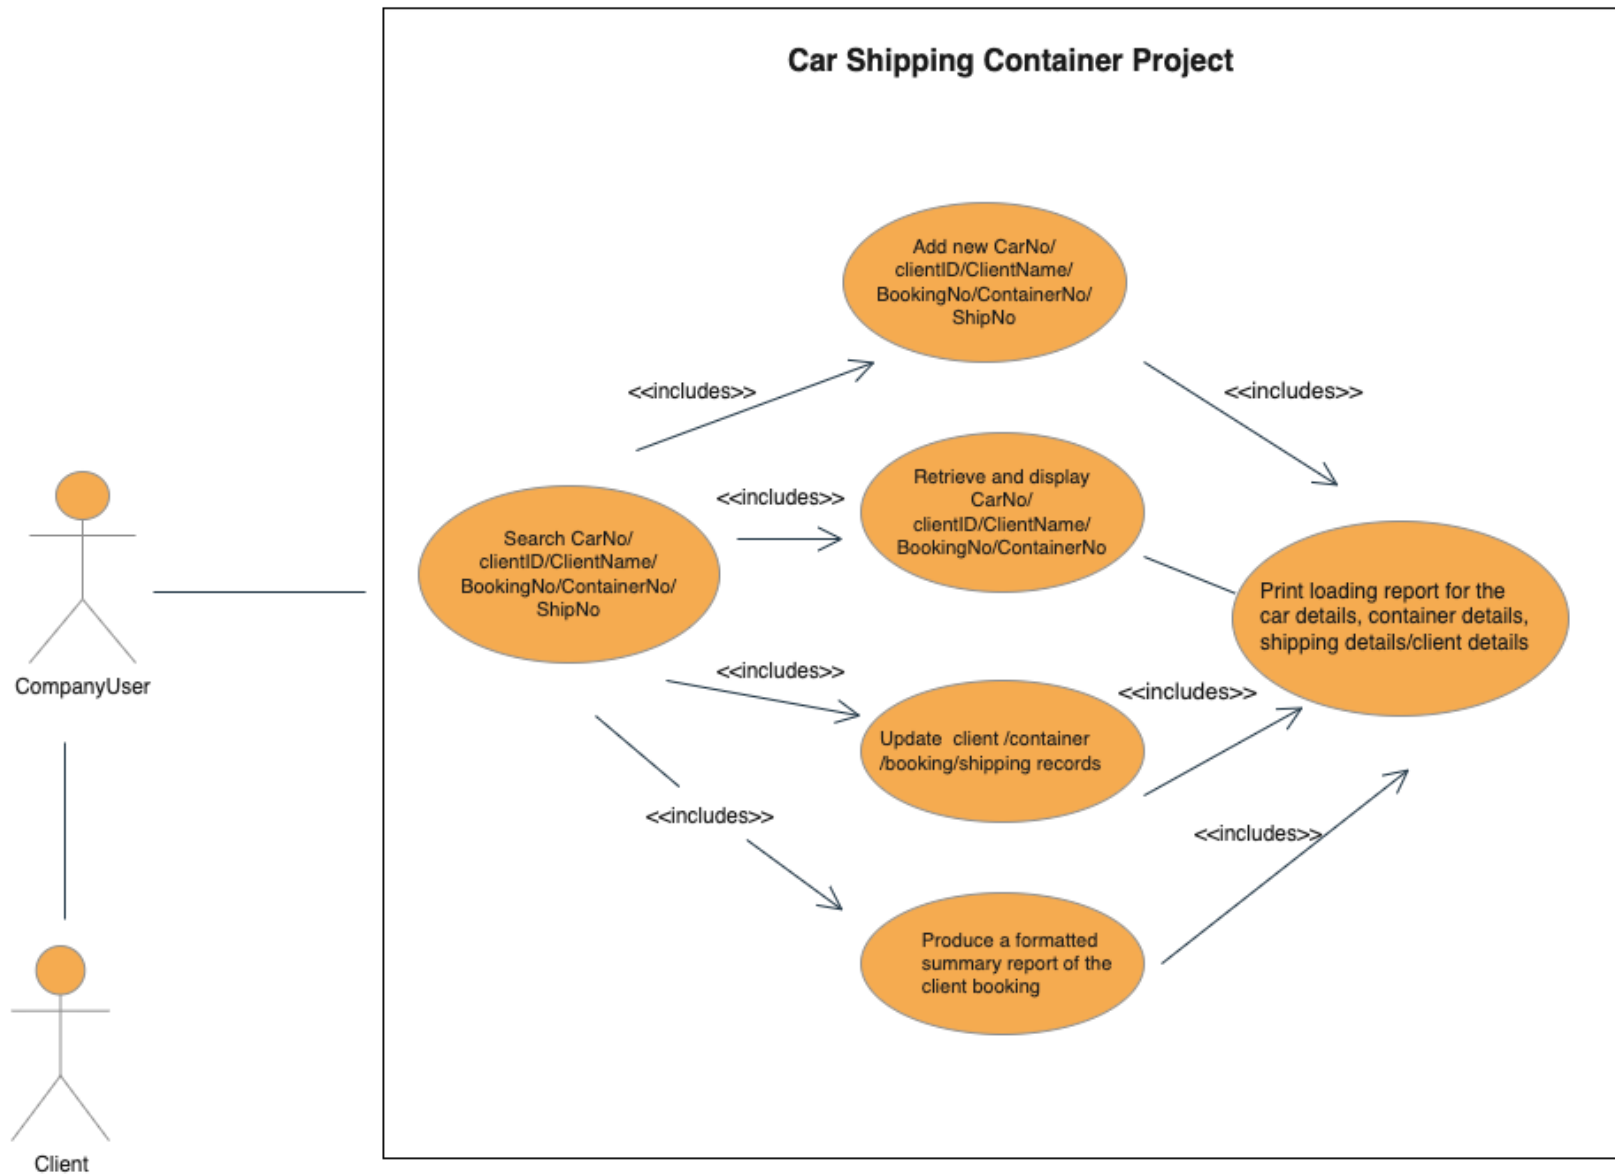 Car Shipping Container Project
Add new CarNo/
clientID/ClientName/
BookingNo/ContainerNo/
ShipNo
<<includes>>
<<includes>>
Retrieve and display
CarNo/
clientID/ClientName/
BookingNo/ContainerNo
<<includes>>
Search CarNo/
clientID/ClientName/
BookingNo/ContainerNo/
ShipNo
Print loading report for the
car details, container details,
shipping details/client details
CompanyUser
<<includes>>
<<includes>>
Update  client /container
/booking/shipping records
<<includes>>
<<includes>>
Produce a formatted
summary report of the
client booking
Client